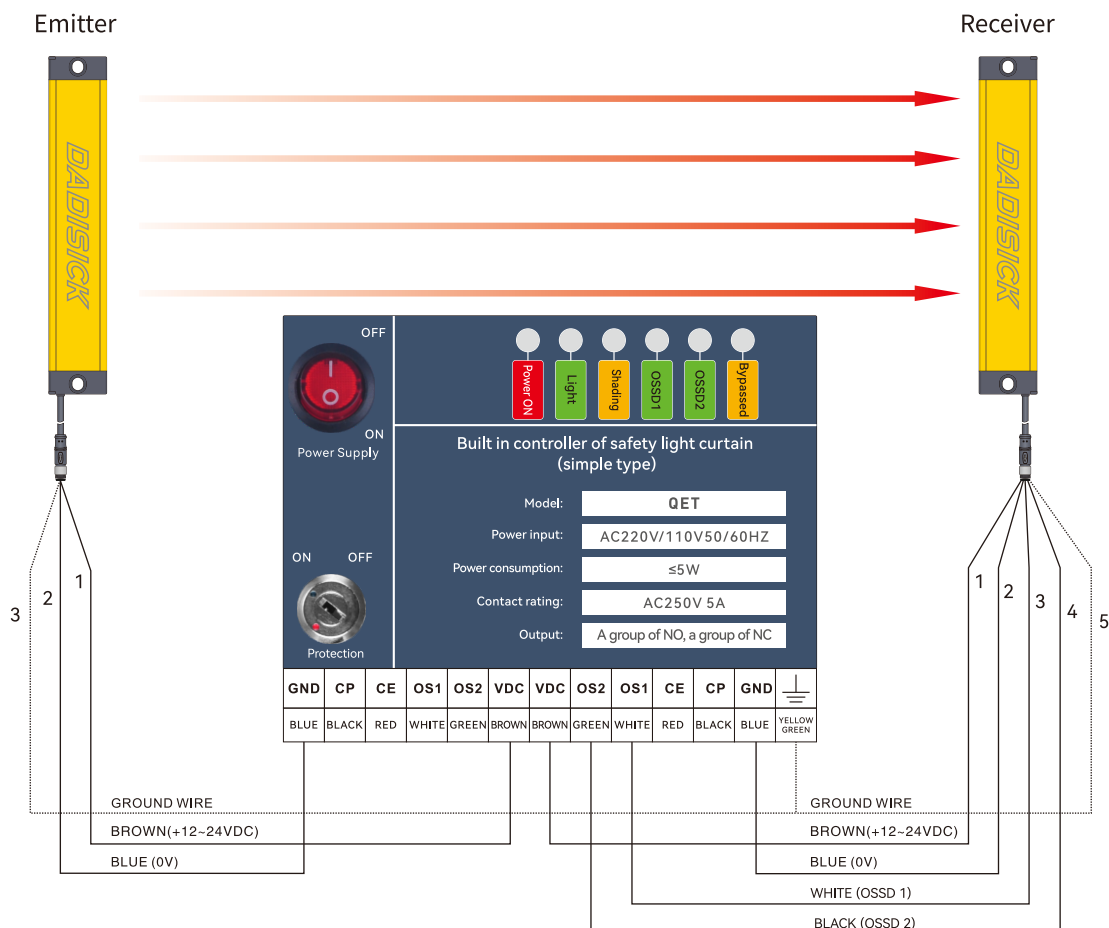 Emitter
Receiver
DADISICK
DADISICK
OFF
I
O
ON
Power Supply
Power ON
Light
Shading
OSSD1
OSSD2
Bypassed
Built in controller of safety light curtain
(simple type)
Model:
QET
Power input:
AC220V/110V50/60HZ
Power consumption:
≤5W
Contact rating:
AC250V 5A
Output:
A group of NO, a group of NC
ON OFF
Protection
3
2
1
1
2
3
4
5
GND CP CE OS1 OS2 VDC VDC OS2 OS1 CE CP GND
BLUE BLACK RED WHITE GREEN BROWN BROWN GREEN WHITE RED BLACK BLUE YELLOW
GREEN
GROUND WIRE
BROWN(+12~24VDC)
BLUE (0V)
GROUND WIRE
BROWN(+12~24VDC)
BLUE (0V)
WHITE (OSSD 1)
BLACK (OSSD 2)